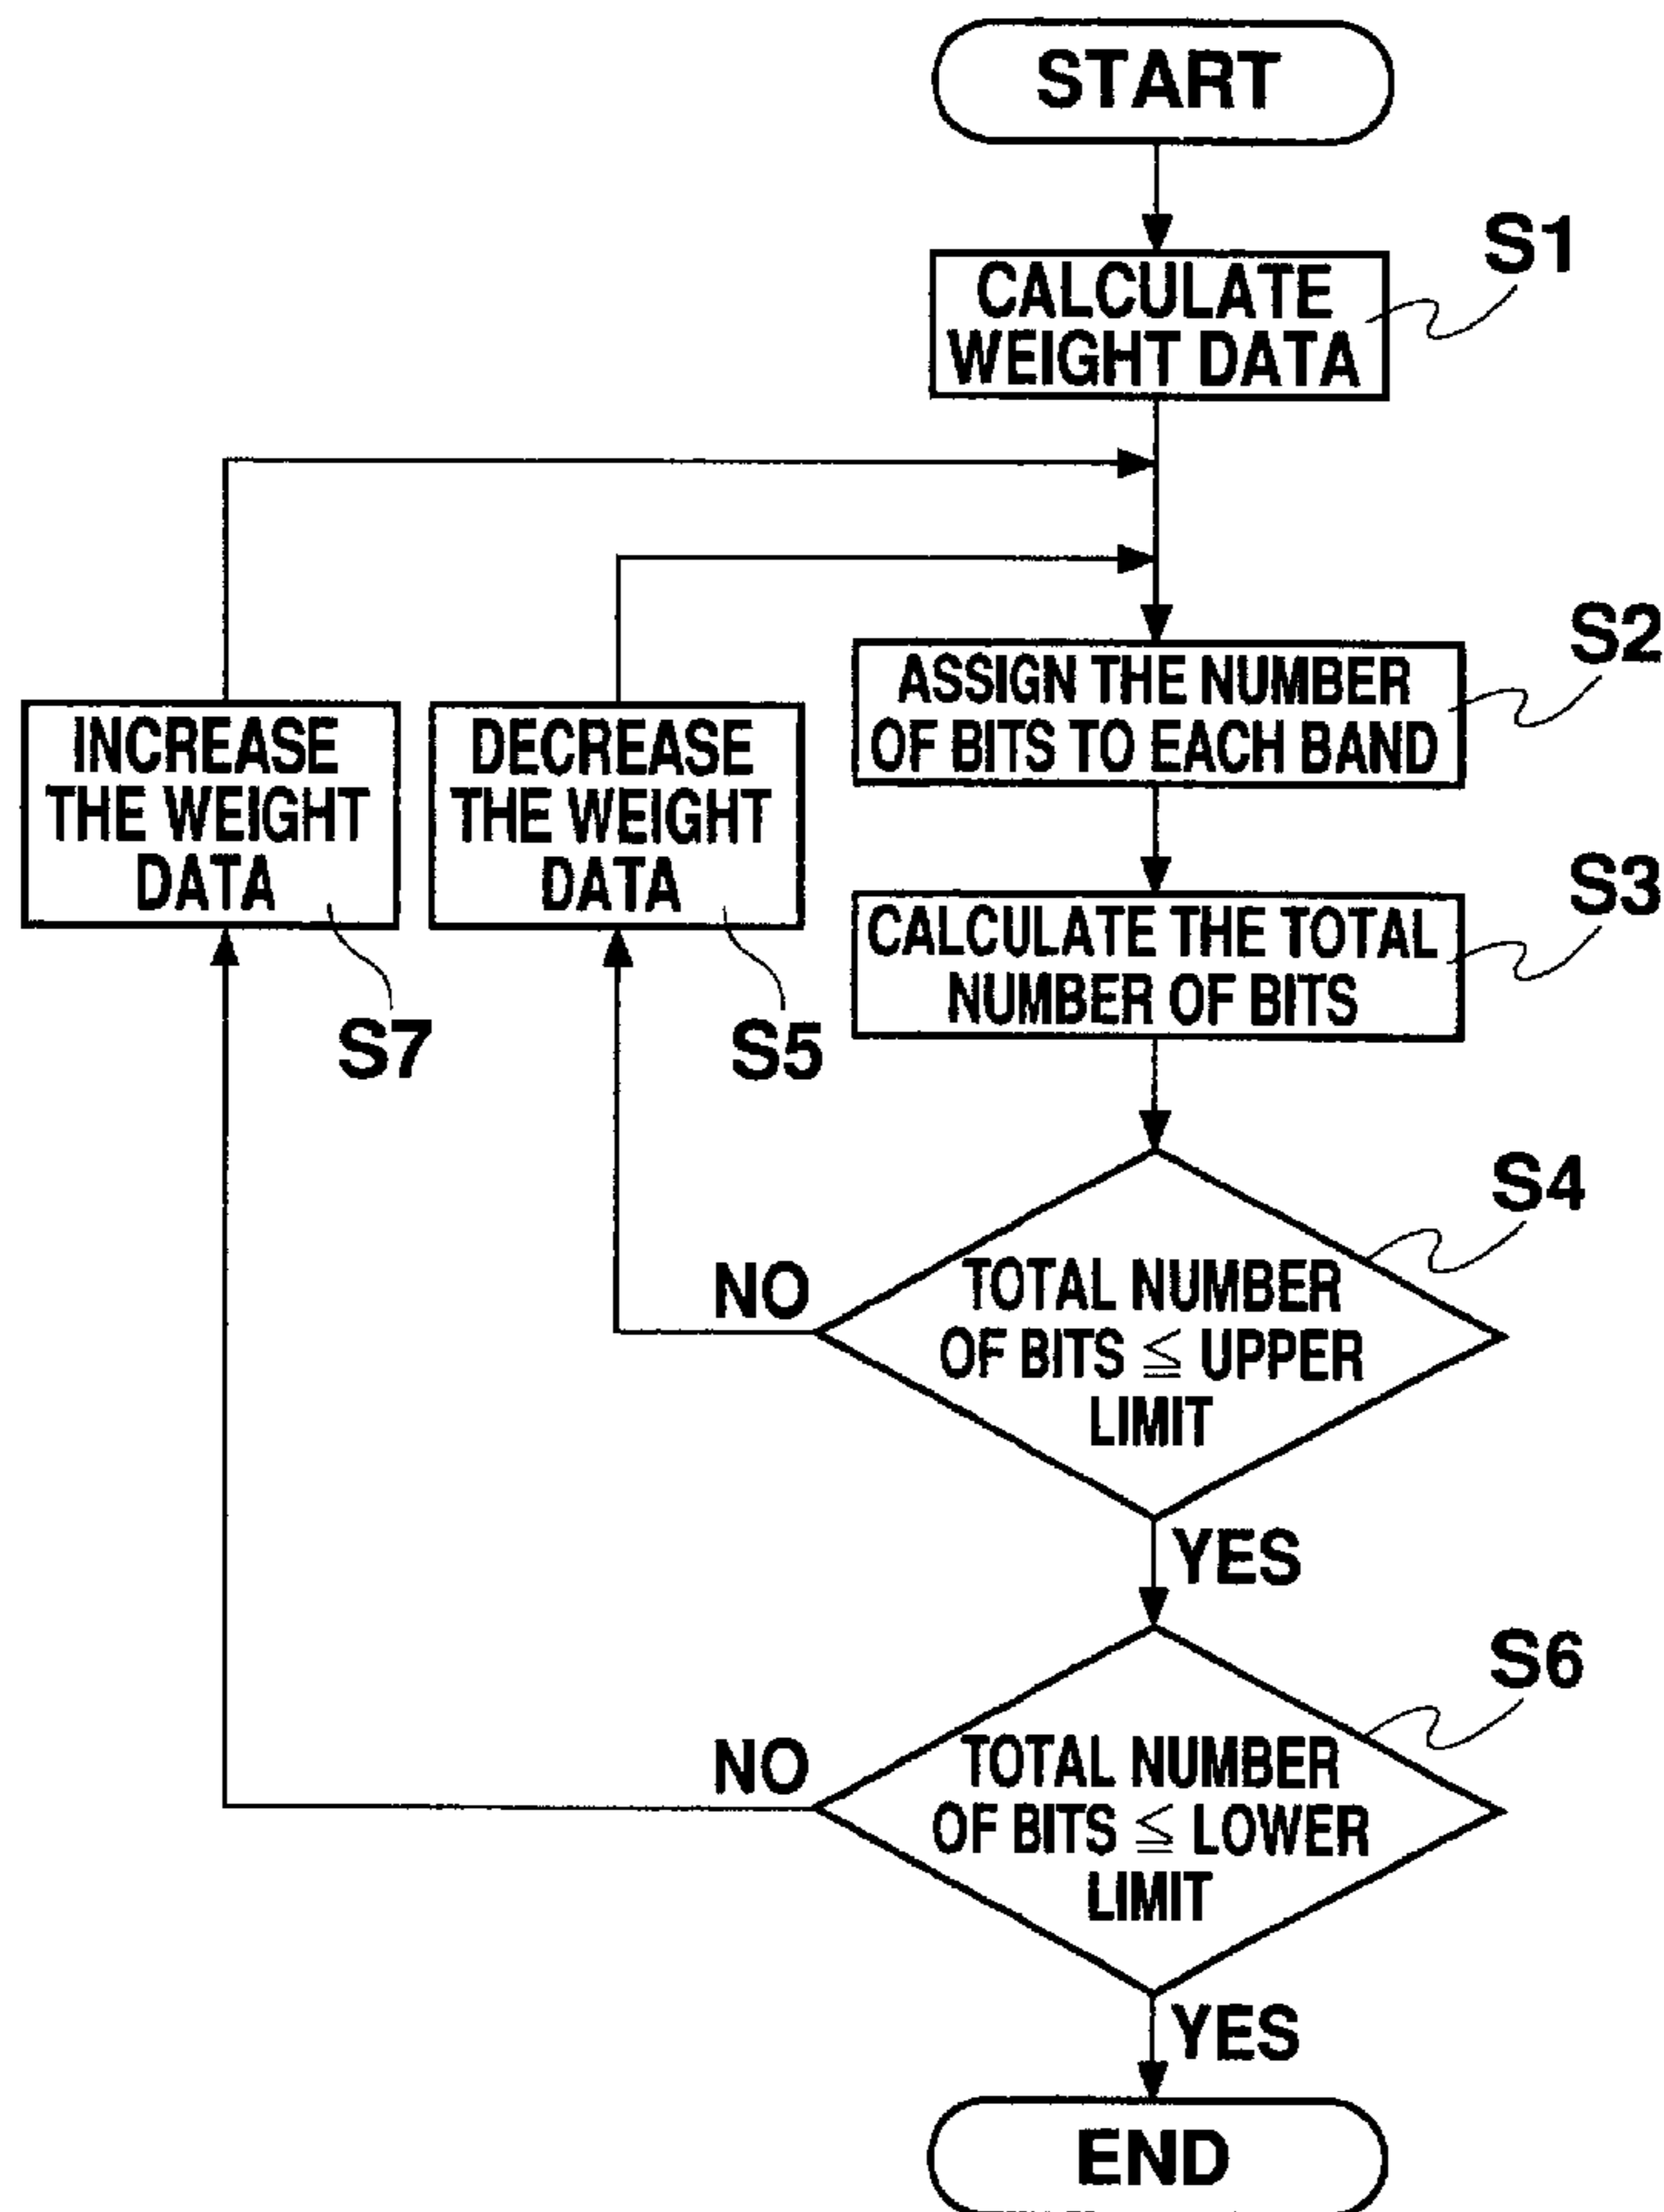 START
CALCULATE
WEIGHT DATA
S1
ASSIGN THE NUMBER
OF BITS TO EACH BAND
S2
INCREASE
THE WEIGHT
DATA
S7
DECREASE
THE WEIGHT
DATA
S5
CALCULATE THE TOTAL
NUMBER OF BITS
S3
TOTAL NUMBER
OF BITS ≦ UPPER
LIMIT
S4
NO
YES
TOTAL NUMBER
OF BITS ≦ LOWER
LIMIT
S6
NO
YES
END